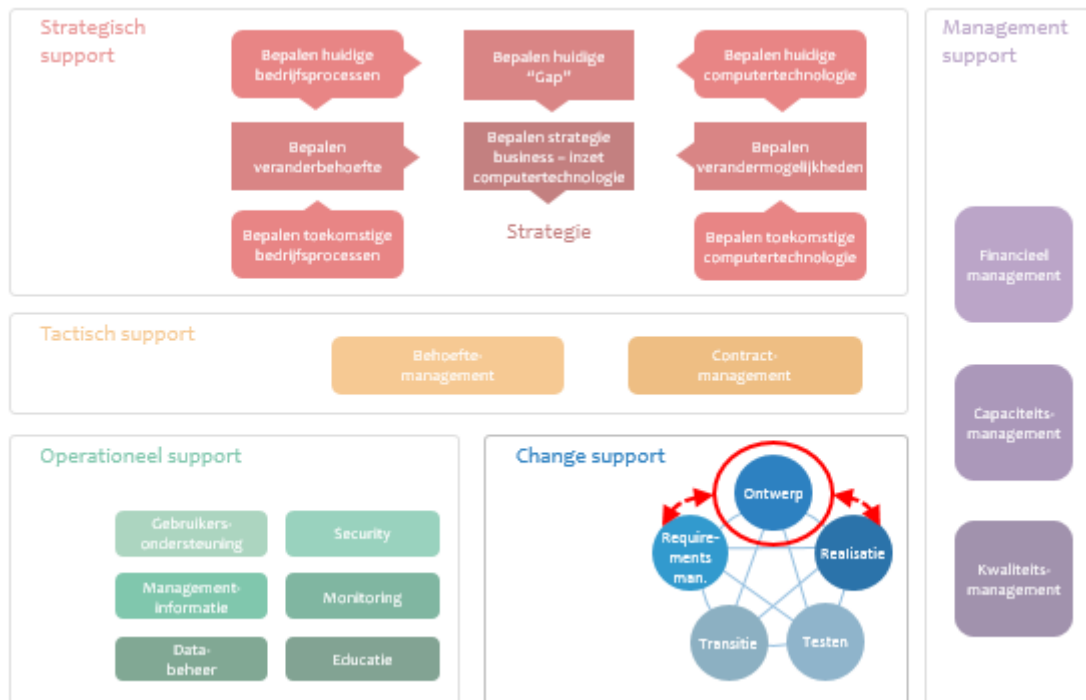 Strategisch
support
Bepalen huidige
bedrijfsprocessen
Bepalen huidige
“Gap”
Bepalen huidige
computertechnologie
Bepalen
veranderbehoefte
Bepalen strategie
business – inzet
computertechnologie
Bepalen
verandermogelijkheden
Bepalen toekomstige
bedrijfsprocessen
Strategie
Bepalen toekomstige
computertechnologie
Management
support
Financieel
management
Capaciteits-
management
Kwaliteits-
management
Tactisch support
Behoefte-
management
Contract-
management
Operationeel support
Gebruikers-
ondersteuning
Security
Management-
informatie
Monitoring
Data-
beheer
Educatie
Change support
Ontwerp
Require-
ments
man.
Realisatie
Transitie
Testen